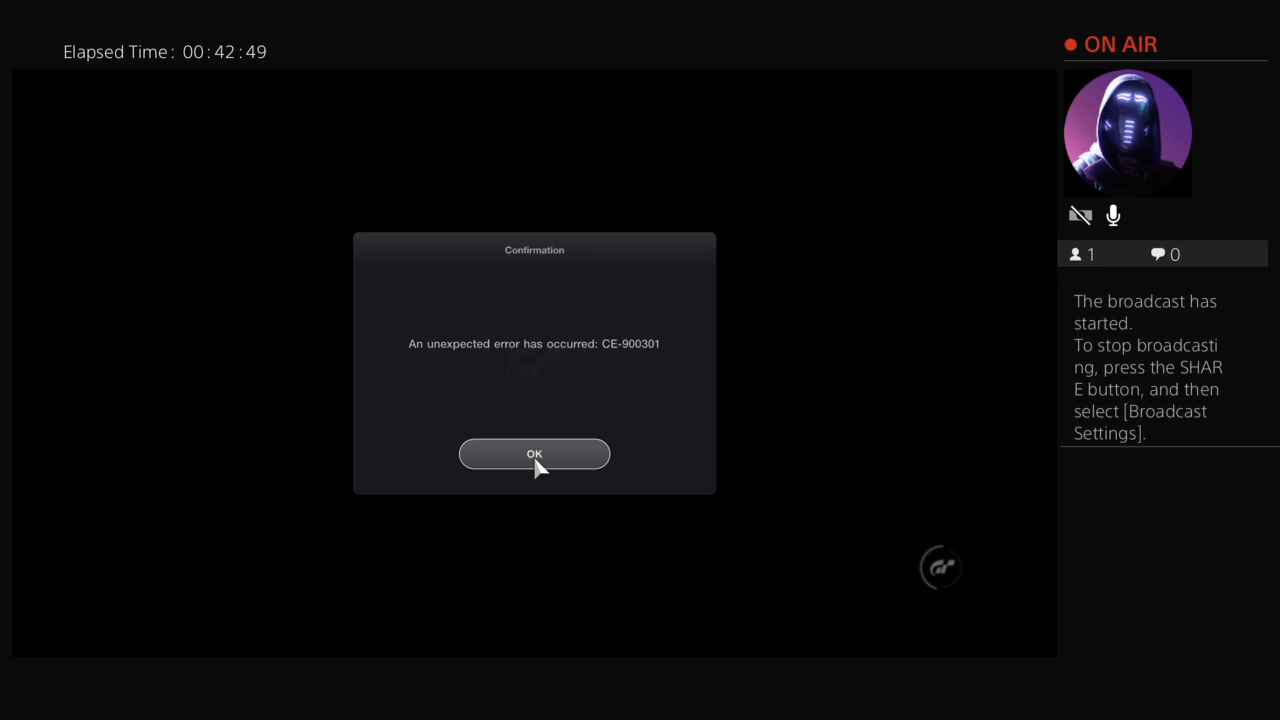 Elapsed Time: 00:42:49
ON AIR
Confirmation
An unexpected error has occurred: CE-900301
OK
1
0
The broadcast has
started.
To stop broadcasti
ng, press the SHAR
E button, and then
select [Broadcast
Settings].
GT